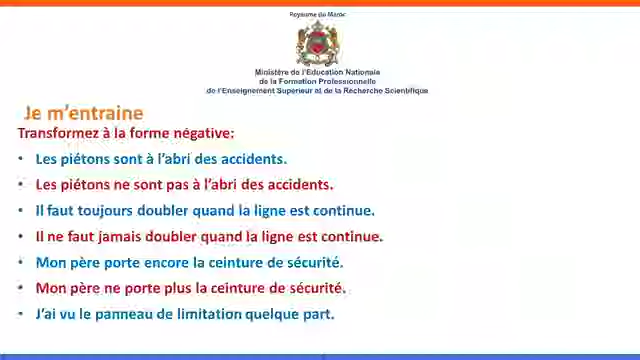 Royaume du Maroc
Ministère de l'Education Nationale
de la Formation Professionnelle
de l'Enseignement Superieur et de la Recherche Scientifique
Je m'entraine
Transformez à la forme négative:
• Les piétons sont à l'abri des accidents.
• Les piétons ne sont pas à l'abri des accidents.
• Il faut toujours doubler quand la ligne est continue.
• Il ne faut jamais doubler quand la ligne est continue.
• Mon père porte encore la ceinture de sécurité.
• Mon père ne porte plus la ceinture de sécurité.
• J'ai vu le panneau de limitation quelque part.